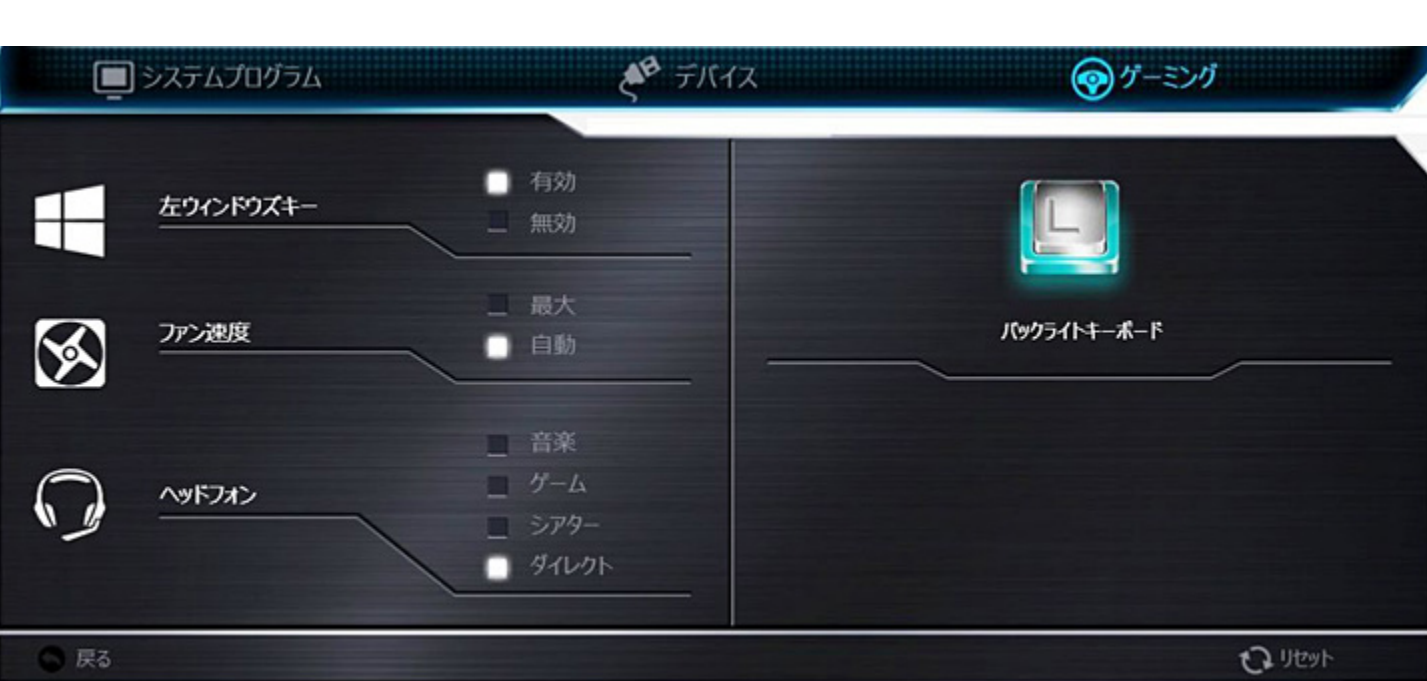 システムプログラム
デバイス
ゲーミング
左ウィンドウズキー
有効
無効
ファン速度
最大
自動
ヘッドフォン
音楽
ゲーム
シアター
ダイレクト
L
バックライトキーボード
戻る
リセット